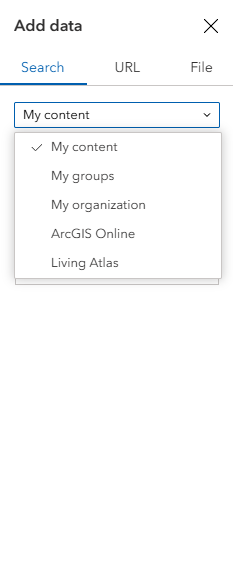 Add data
Search URL File
My content
My content
My groups
My organization
ArcGIS Online
Living Atlas